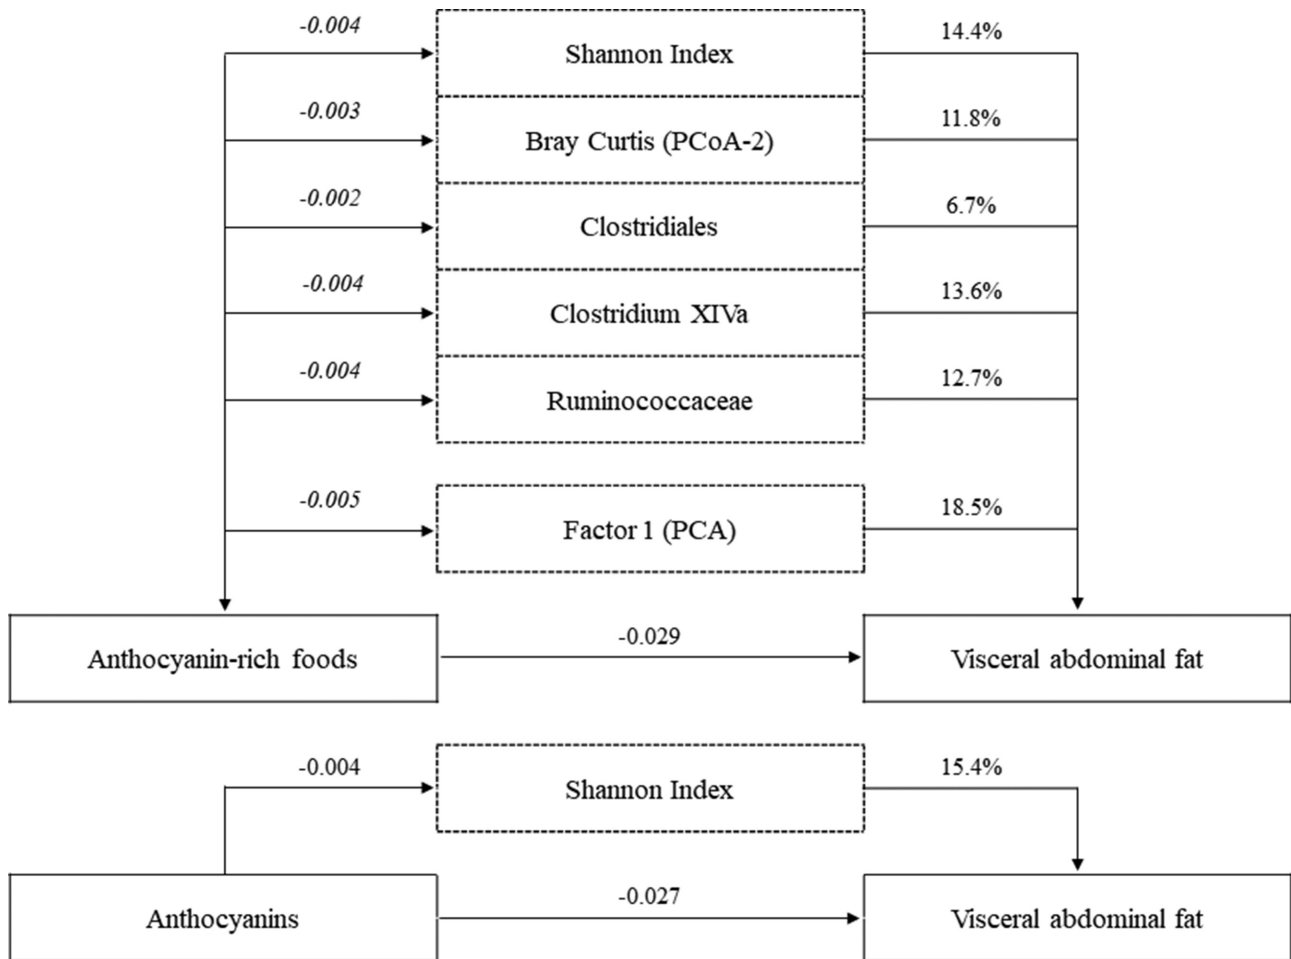 -0.004
Shannon Index
14.4%
-0.003
Bray Curtis (PCoA-2)
11.8%
-0.002
Clostridiales
6.7%
-0.004
Clostridium XIVa
13.6%
-0.004
Ruminococcaceae
12.7%
-0.005
Factor 1 (PCA)
18.5%
Anthocyanin-rich foods
-0.029
Visceral abdominal fat
-0.004
Shannon Index
15.4%
Anthocyanins
-0.027
Visceral abdominal fat